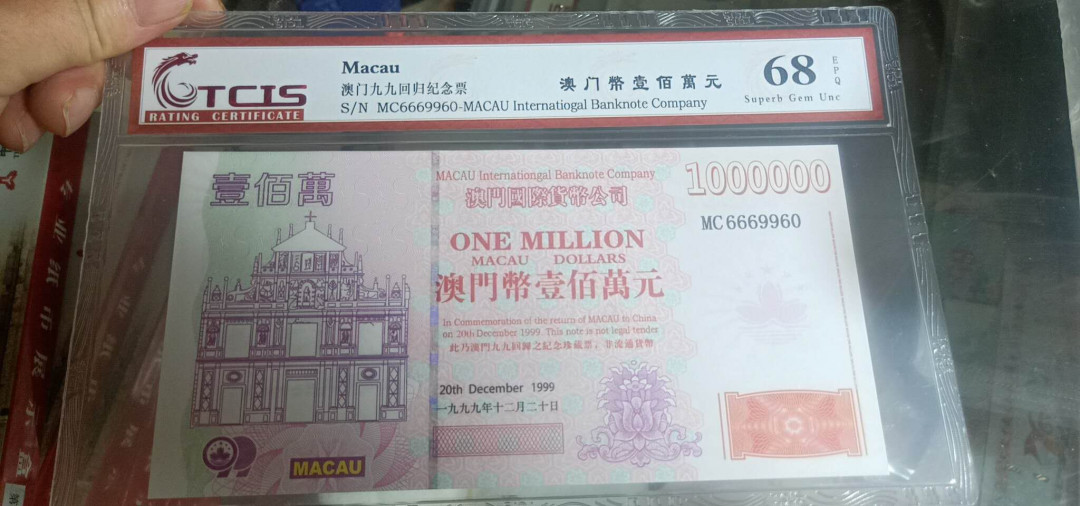 TCIS
RATING CERTIFICATE
Macau
澳门九九回归纪念票
S/N MC6669960-MACAU Internatiogal Banknote Company
澳门幣壹佰萬元
68
EPQ
Superb Gem Unc
壹佰萬
MACAU Internationgal Banknote Company
澳門國際貨幣公司
1000000
MC6669960
ONE MILLION
MACAU DOLLARS
澳門幣壹佰萬元
In Commemoration of the return of MACAU to China
on 20th December 1999. This note is not legal tender
此乃澳門九九回歸之紀念珍藏票，非流通貨幣
20th December 1999
一九九九年十二月二十日
99
MACAU